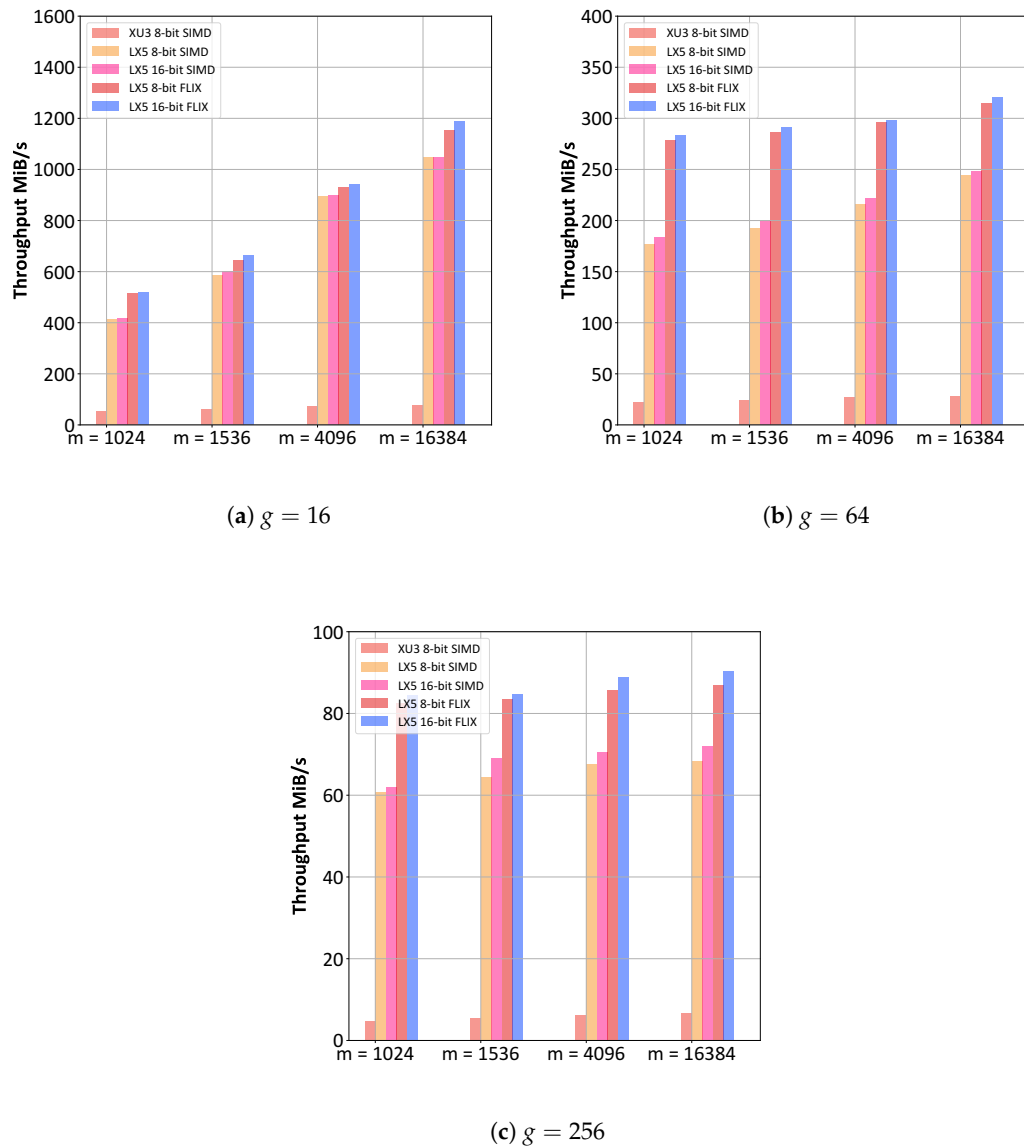 1600
1400
1200
1000
800
600
400
200
0
Throughput MiB/s
XU3 8-bit SIMD
LX5 8-bit SIMD
LX5 16-bit SIMD
LX5 8-bit FLIX
LX5 16-bit FLIX
m = 1024 m = 1536 m = 4096 m = 16384
(a) g = 16
400
350
300
250
200
150
100
50
0
Throughput MiB/s
XU3 8-bit SIMD
LX5 8-bit SIMD
LX5 16-bit SIMD
LX5 8-bit FLIX
LX5 16-bit FLIX
m = 1024 m = 1536 m = 4096 m = 16384
(b) g = 64
100
80
60
40
20
0
Throughput MiB/s
XU3 8-bit SIMD
LX5 8-bit SIMD
LX5 16-bit SIMD
LX5 8-bit FLIX
LX5 16-bit FLIX
m = 1024 m = 1536 m = 4096 m = 16384
(c) g = 256